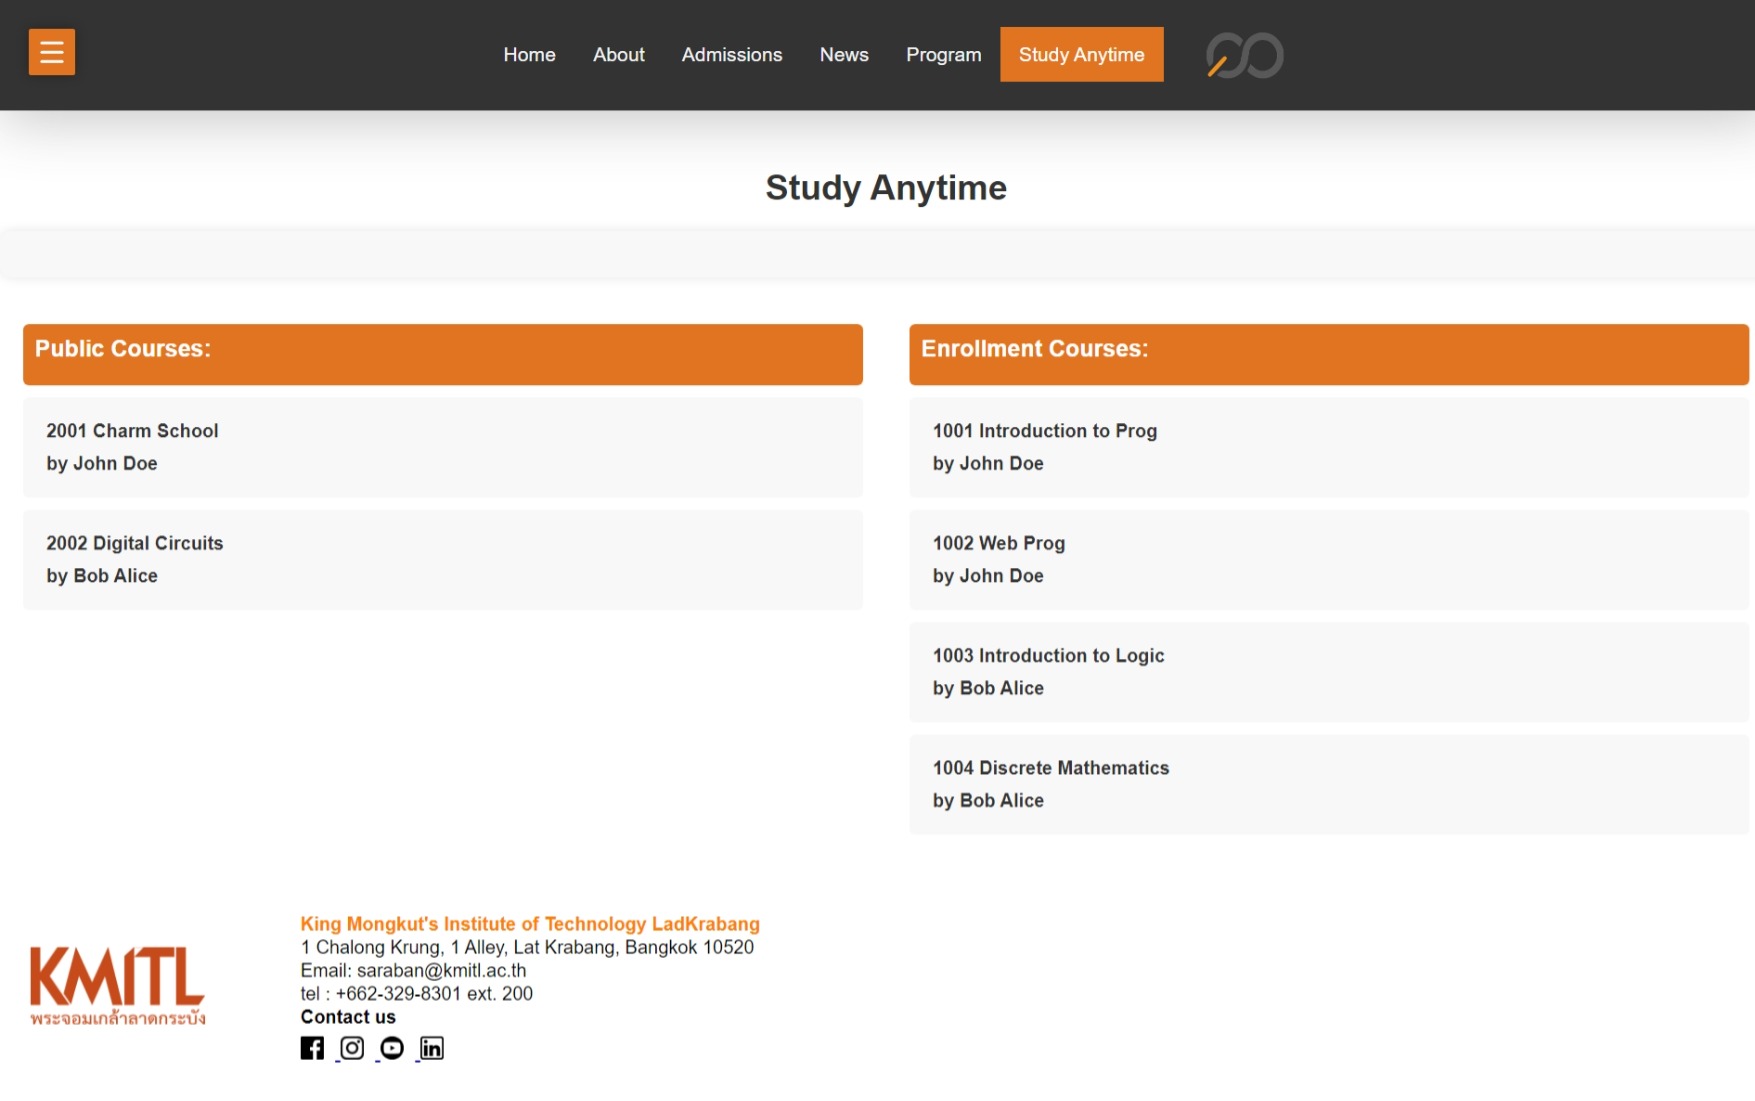 Home About Admissions News Program Study Anytime
Study Anytime
Public Courses:
2001 Charm School
by John Doe
2002 Digital Circuits
by Bob Alice
Enrollment Courses:
1001 Introduction to Prog
by John Doe
1002 Web Prog
by John Doe
1003 Introduction to Logic
by Bob Alice
1004 Discrete Mathematics
by Bob Alice
KMITL
พระจอมเกล้าลาดกระบัง
King Mongkut's Institute of Technology LadKrabang
1 Chalong Krung, 1 Alley, Lat Krabang, Bangkok 10520
Email: saraban@kmitl.ac.th
tel : +662-329-8301 ext. 200
Contact us